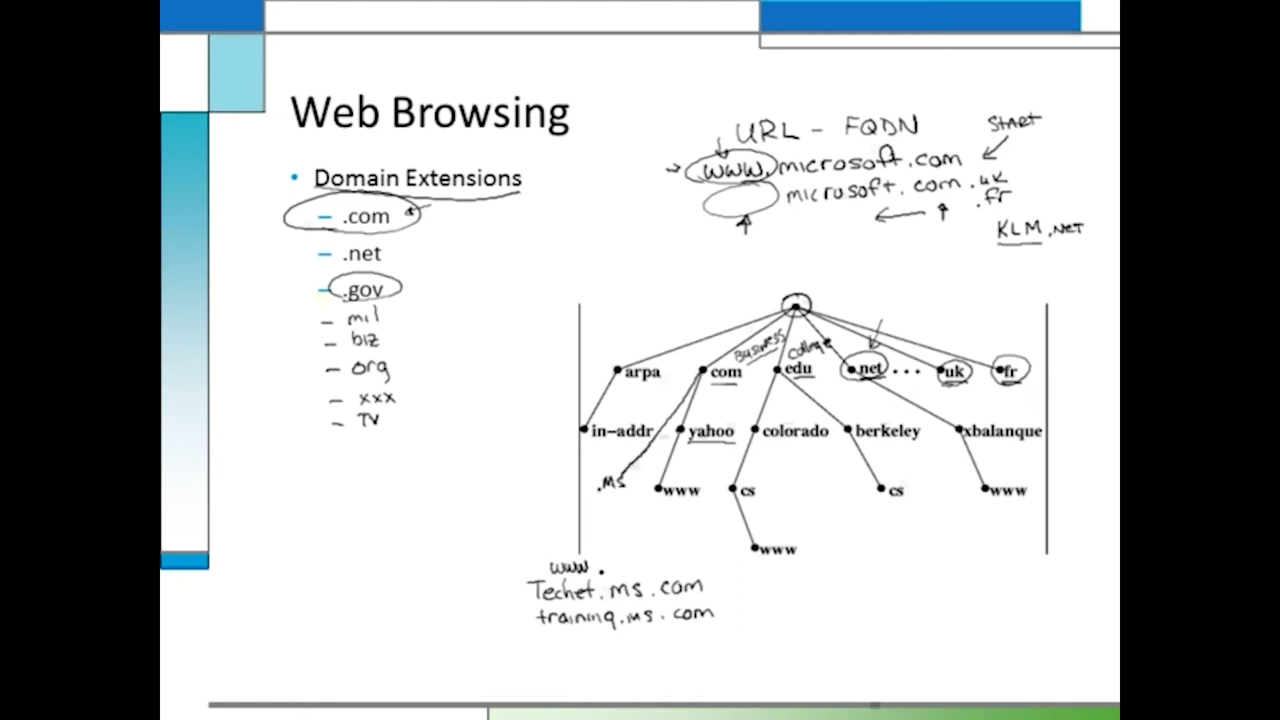 Web Browsing
URL - FQDN
START
www.microsoft.com
• Domain Extensions
microsoft.com.uk
.fr
– .com
KLM.NET
– .net
– .gov
– mil
– biz
– org
– xxx
– TV
BUSINESS college
arpa com edu net ... uk fr
in-addr yahoo colorado berkeley xbalanque
.MS www cs cs www
www
www.
Technet.ms.com
training.ms.com